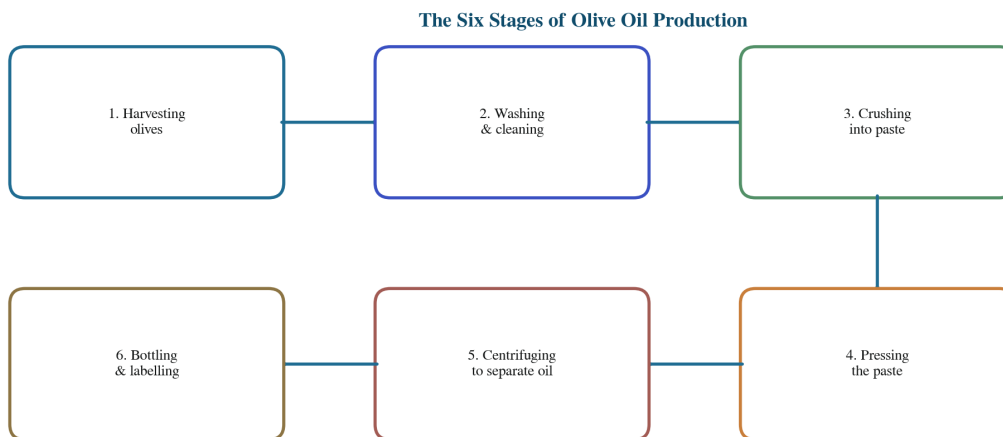 The Six Stages of Olive Oil Production
1. Harvesting
olives
2. Washing
& cleaning
3. Crushing
into paste
4. Pressing
the paste
5. Centrifuging
to separate oil
6. Bottling
& labelling